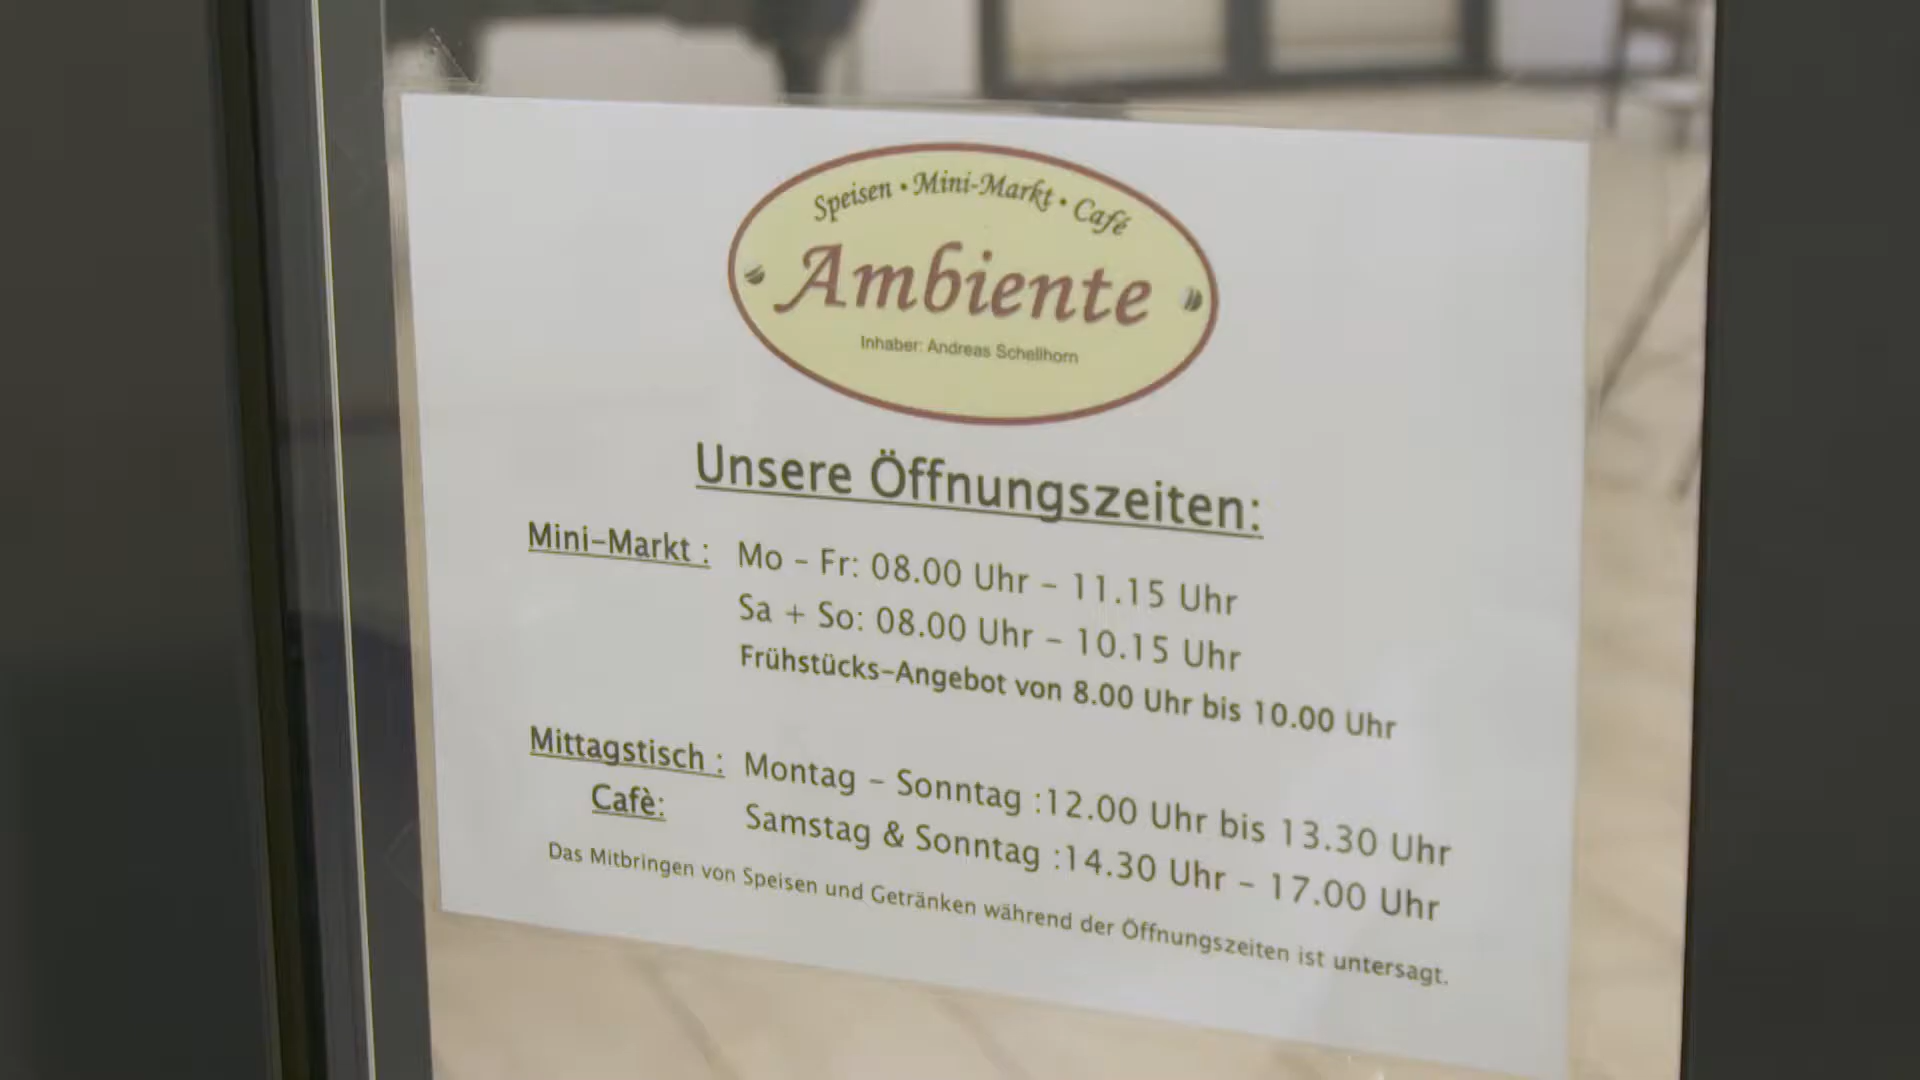 Speisen • Mini-Markt • Café
Ambiente
Inhaber: Andreas Schellhorn
Unsere Öffnungszeiten:
Mini-Markt : Mo - Fr: 08.00 Uhr - 11.15 Uhr
Sa + So: 08.00 Uhr - 10.15 Uhr
Frühstücks-Angebot von 8.00 Uhr bis 10.00 Uhr
Mittagstisch : Montag - Sonntag :12.00 Uhr bis 13.30 Uhr
Cafè: Samstag & Sonntag :14.30 Uhr - 17.00 Uhr
Das Mitbringen von Speisen und Getränken während der Öffnungszeiten ist untersagt.